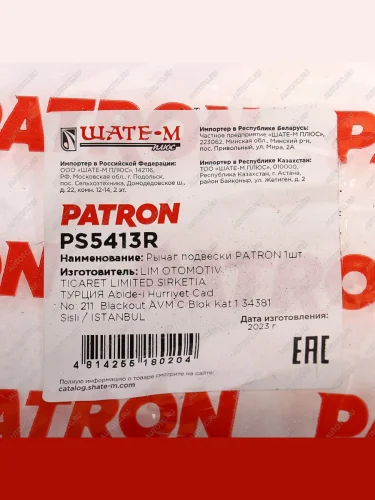 PATRON
ШАТЕ-М
ПЛЮС
Импортер в Российской Федерации:
ООО «ШАТЕ-М ПЛЮС», 142116,
РФ, Московская обл., г. Подольск,
пос. Сельхозтехника, Домодедовское ш.,
д. 22, комн. 12-14, 2 эт.
Импортер в Республике Беларусь:
Частное предприятие «ШАТЕ-М ПЛЮС»,
223062, Минская обл., Минский р-н,
пос. Привольный, ул. Мира, 2А.
Импортер в Республике Казахстан:
ТОО «ШАТЕ-М ПЛЮС», 010000,
Республика Казахстан, г. Астана,
район Байконыр, ул. Жетиген, д. 2
PATRON
PS5413R
Наименование: Рычаг подвески PATRON 1шт.
Изготовитель: LIM OTOMOTIV
TICARET LIMITED SIRKETIA
ТУРЦИЯ Abide-i Hurriyet Cad
No: 211 Blackout AVM C Blok Kat:1 34381
Sisli / ISTANBUL
Дата изготовления:
2023 г
4 814255 180204
EAC
Полную информацию о товаре смотрите на сайте
catalog.shate-m.com
PATRON